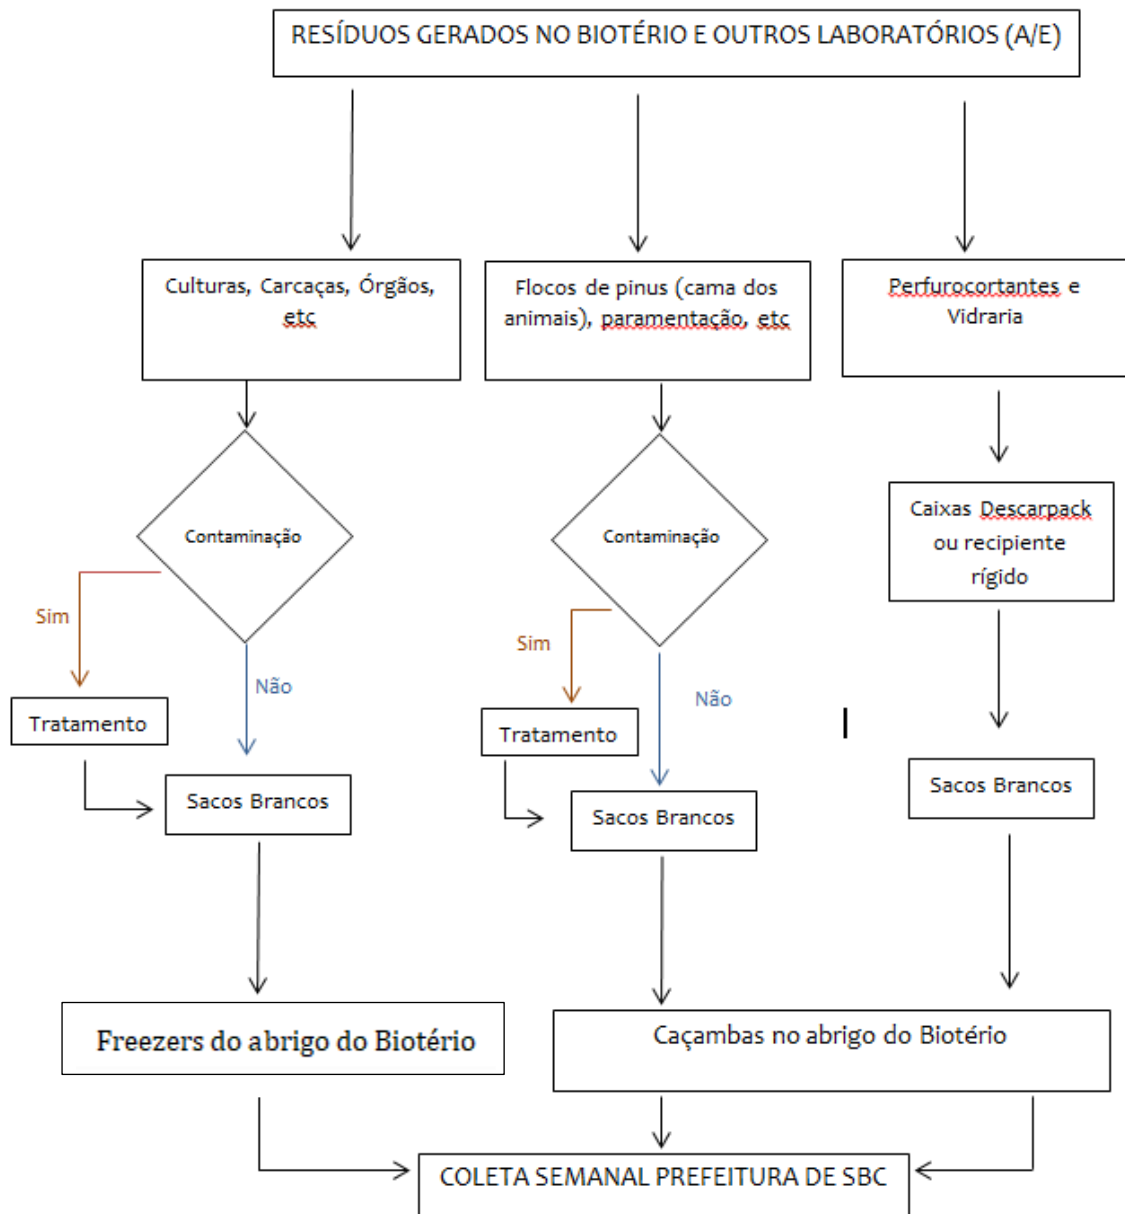 RESÍDUOS GERADOS NO BIOTÉRIO E OUTROS LABORATÓRIOS (A/E)
Culturas, Carcaças, Órgãos,
etc
Flocos de pinus (cama dos
animais), paramentação, etc
Perfurocortantes e
Vidraria
Contaminação
Contaminação
Caixas Descarpack
ou recipiente
rígido
Sim
Não
Sim
Não
Tratamento
Tratamento
Sacos Brancos
Sacos Brancos
Sacos Brancos
Freezers do abrigo do Biotério
Caçambas no abrigo do Biotério
COLETA SEMANAL PREFEITURA DE SBC